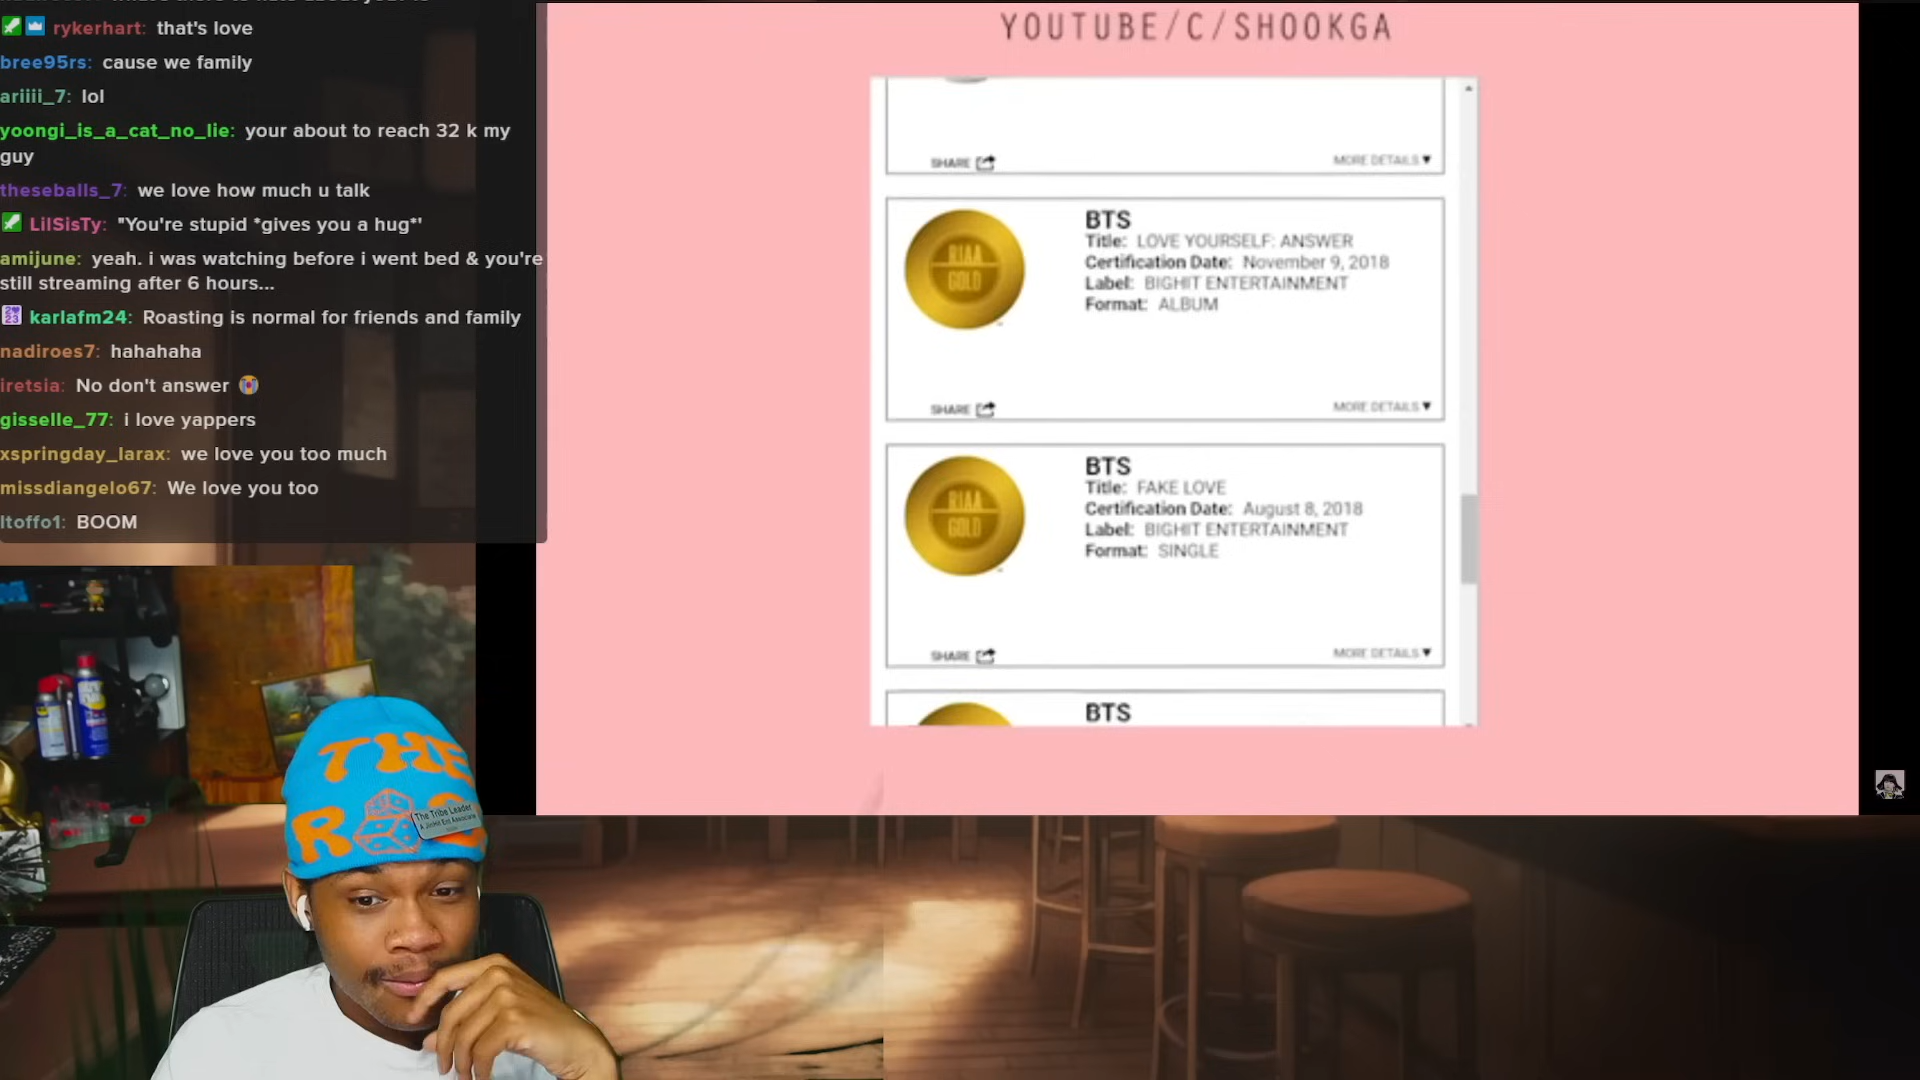 rykerhart: that's love
bree95rs: cause we family
ariiii_7: lol
yoongi_is_a_cat_no_lie: your about to reach 32 k my
guy
theseballs_7: we love how much u talk
LilSisTy: "You're stupid *gives you a hug*'
amijune: yeah. i was watching before i went bed & you're
still streaming after 6 hours...
karlafm24: Roasting is normal for friends and family
nadiroes7: hahahaha
iretsia: No don't answer 😭
gisselle_77: i love yappers
xspringday_larax: we love you too much
missdiangelo67: We love you too
ltoffo1: BOOM
YOUTUBE/C/SHOOKGA
SHARE MORE DETAILS ▼
RIAA
GOLD
BTS
Title: LOVE YOURSELF: ANSWER
Certification Date: November 9, 2018
Label: BIGHIT ENTERTAINMENT
Format: ALBUM
SHARE MORE DETAILS ▼
RIAA
GOLD
BTS
Title: FAKE LOVE
Certification Date: August 8, 2018
Label: BIGHIT ENTERTAINMENT
Format: SINGLE
SHARE MORE DETAILS ▼
BTS
THE
The Tribe Leader